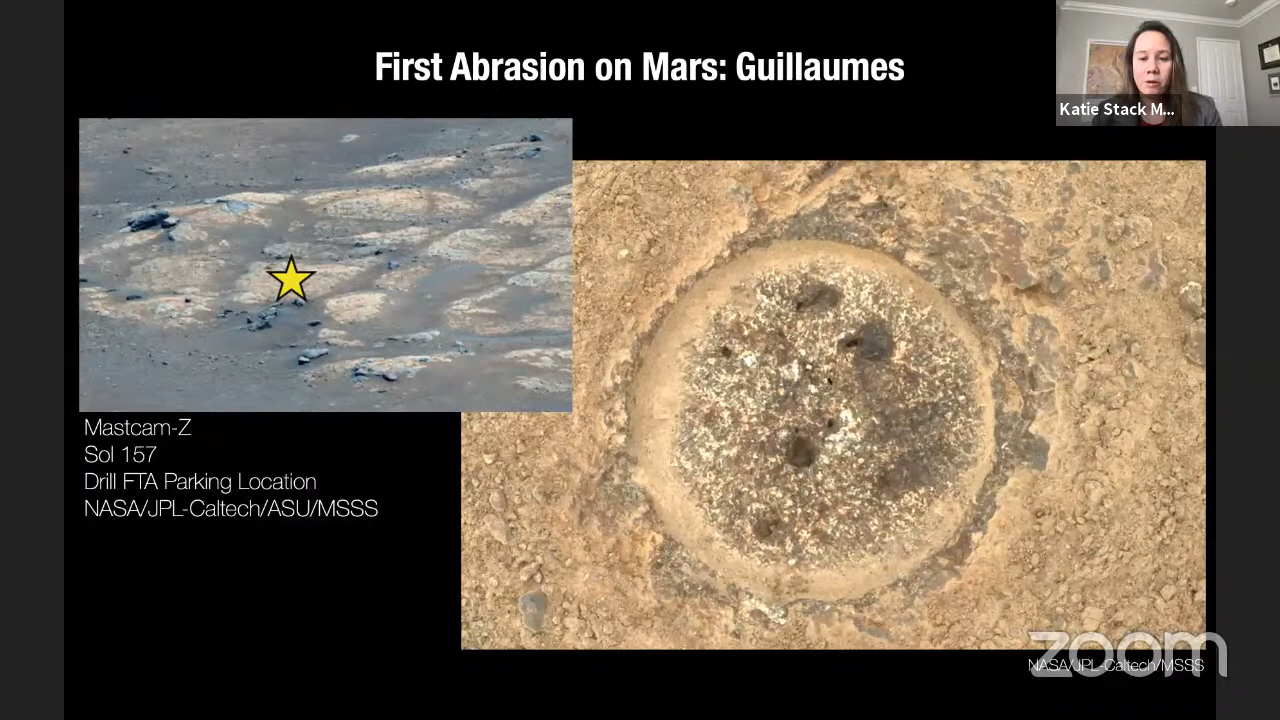 First Abrasion on Mars: Guillaumes
Katie Stack M...
Mastcam-Z
Sol 157
Drill FTA Parking Location
NASA/JPL-Caltech/ASU/MSSS
zoom
NASA/JPL-Caltech/MSSS